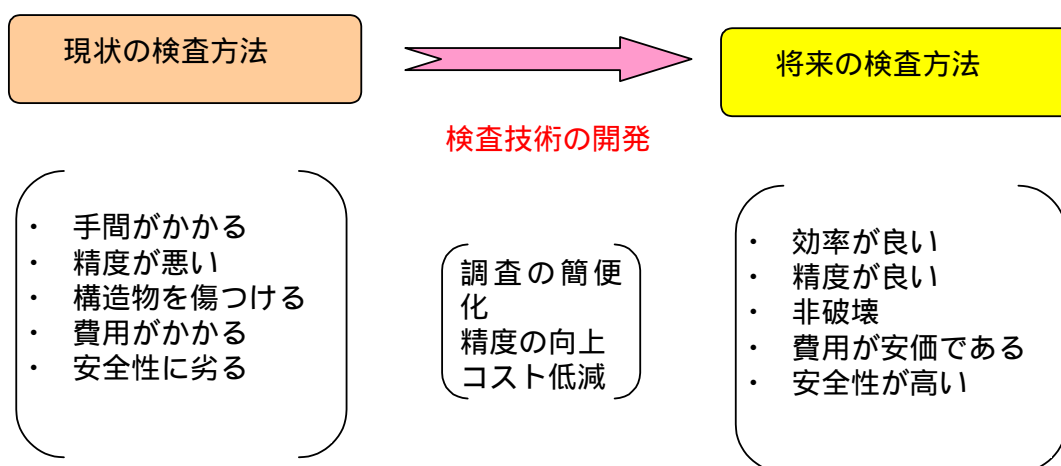 現状の検査方法
将来の検査方法
検査技術の開発
・ 手間がかかる
・ 精度が悪い
・ 構造物を傷つける
・ 費用がかかる
・ 安全性に劣る
調査の簡便
化
精度の向上
コスト低減
・ 効率が良い
・ 精度が良い
・ 非破壊
・ 費用が安価である
・ 安全性が高い